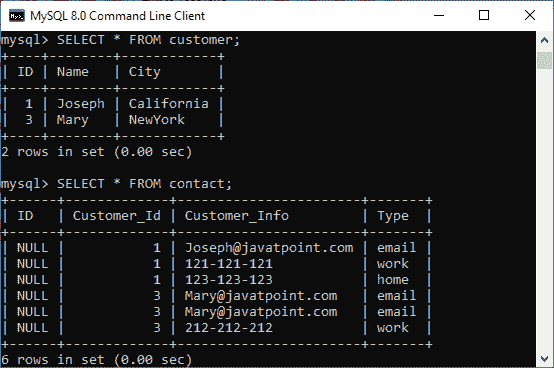 MySQL 8.0 Command Line Client
mysql> SELECT * FROM customer;
+----+--------+------------+
| ID | Name   | City       |
+----+--------+------------+
|  1 | Joseph | California |
|  3 | Mary   | NewYork    |
+----+--------+------------+
2 rows in set (0.00 sec)
mysql> SELECT * FROM contact;
+------+-------------+-----------------------+-------+
| ID   | Customer_Id | Customer_Info         | Type  |
+------+-------------+-----------------------+-------+
| NULL |           1 | Joseph@javatpoint.com | email |
| NULL |           1 | 121-121-121           | work  |
| NULL |           1 | 123-123-123           | home  |
| NULL |           3 | Mary@javatpoint.com   | email |
| NULL |           3 | Mary@javatpoint.com   | email |
| NULL |           3 | 212-212-212           | work  |
+------+-------------+-----------------------+-------+
6 rows in set (0.00 sec)